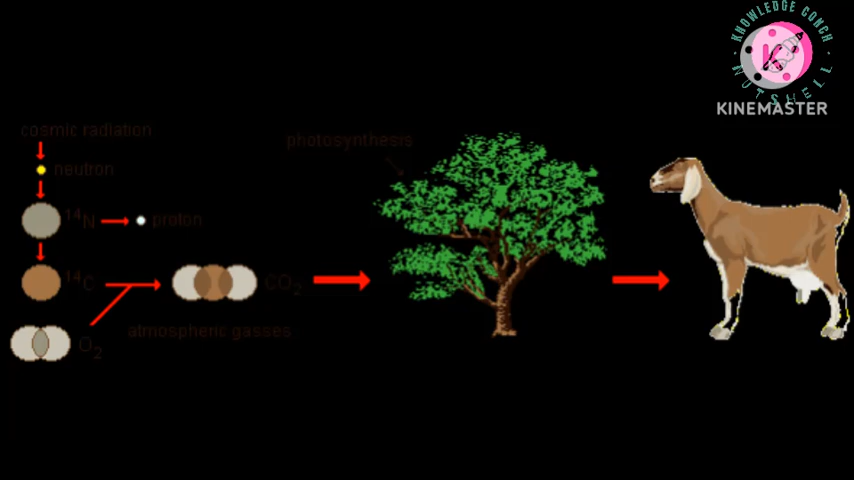 KNOWLEDGE CONCH
NUTSHELL
K
KINEMASTER
cosmic radiation
neutron
photosynthesis
14N
proton
14C
CO2
atmospheric gasses
O2